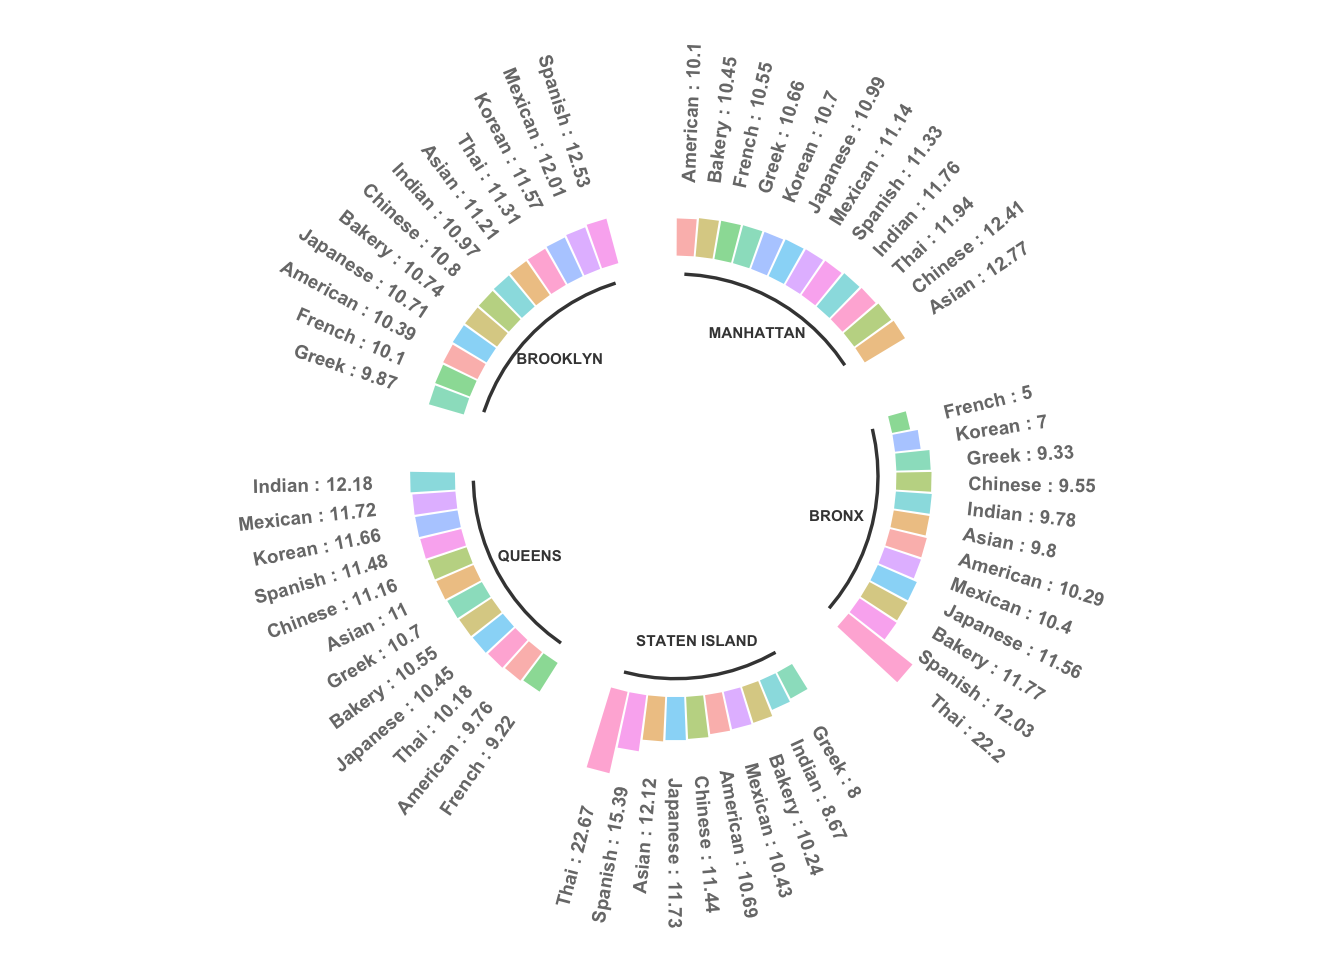 American : 10.1
Bakery : 10.45
French : 10.55
Greek : 10.66
Korean : 10.7
Japanese : 10.99
Mexican : 11.14
Spanish : 11.33
Indian : 11.76
Thai : 11.94
Chinese : 12.41
Asian : 12.77
MANHATTAN
French : 5
Korean : 7
Greek : 9.33
Chinese : 9.55
Indian : 9.78
Asian : 9.8
American : 10.29
Mexican : 10.4
Japanese : 11.56
Bakery : 11.77
Spanish : 12.03
Thai : 22.2
BRONX
Greek : 8
Indian : 8.67
Bakery : 10.24
Mexican : 10.43
American : 10.69
Chinese : 11.44
Japanese : 11.73
Asian : 12.12
Spanish : 15.39
Thai : 22.67
STATEN ISLAND
French : 9.22
American : 9.76
Thai : 10.18
Japanese : 10.45
Bakery : 10.55
Greek : 10.7
Asian : 11
Chinese : 11.16
Spanish : 11.48
Korean : 11.66
Mexican : 11.72
Indian : 12.18
QUEENS
Greek : 9.87
French : 10.1
American : 10.39
Japanese : 10.71
Bakery : 10.74
Chinese : 10.8
Indian : 10.97
Asian : 11.21
Thai : 11.31
Korean : 11.57
Mexican : 12.01
Spanish : 12.53
BROOKLYN